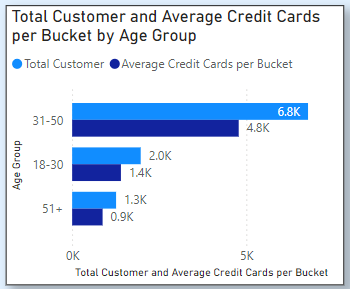 Total Customer and Average Credit Cards
per Bucket by Age Group
Total Customer Average Credit Cards per Bucket
Age Group
31-50
6.8K
4.8K
18-30
2.0K
1.4K
51+
1.3K
0.9K
0K 5K
Total Customer and Average Credit Cards per Bucket